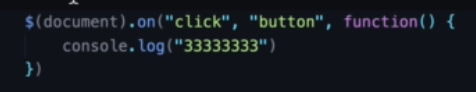 $(document).on("click", "button", function() {
    console.log("33333333")
})